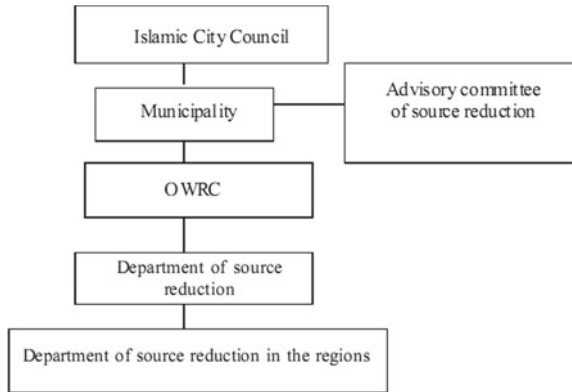 Islamic City Council
Municipality
Advisory committee
of source reduction
OWRC
Department of source
reduction
Department of source reduction in the regions